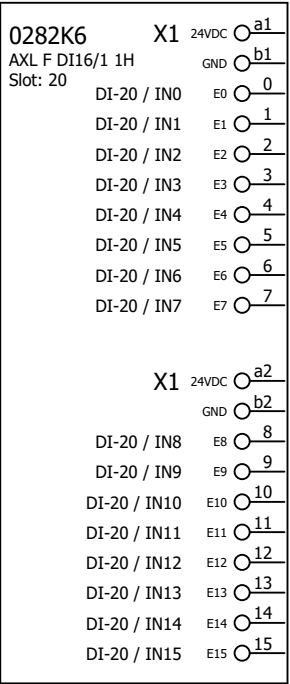 0282K6 X1 24VDC a1
AXL F DI16/1 1H GND b1
Slot: 20
DI-20 / IN0 E0 0
DI-20 / IN1 E1 1
DI-20 / IN2 E2 2
DI-20 / IN3 E3 3
DI-20 / IN4 E4 4
DI-20 / IN5 E5 5
DI-20 / IN6 E6 6
DI-20 / IN7 E7 7
X1 24VDC a2
GND b2
DI-20 / IN8 E8 8
DI-20 / IN9 E9 9
DI-20 / IN10 E10 10
DI-20 / IN11 E11 11
DI-20 / IN12 E12 12
DI-20 / IN13 E13 13
DI-20 / IN14 E14 14
DI-20 / IN15 E15 15